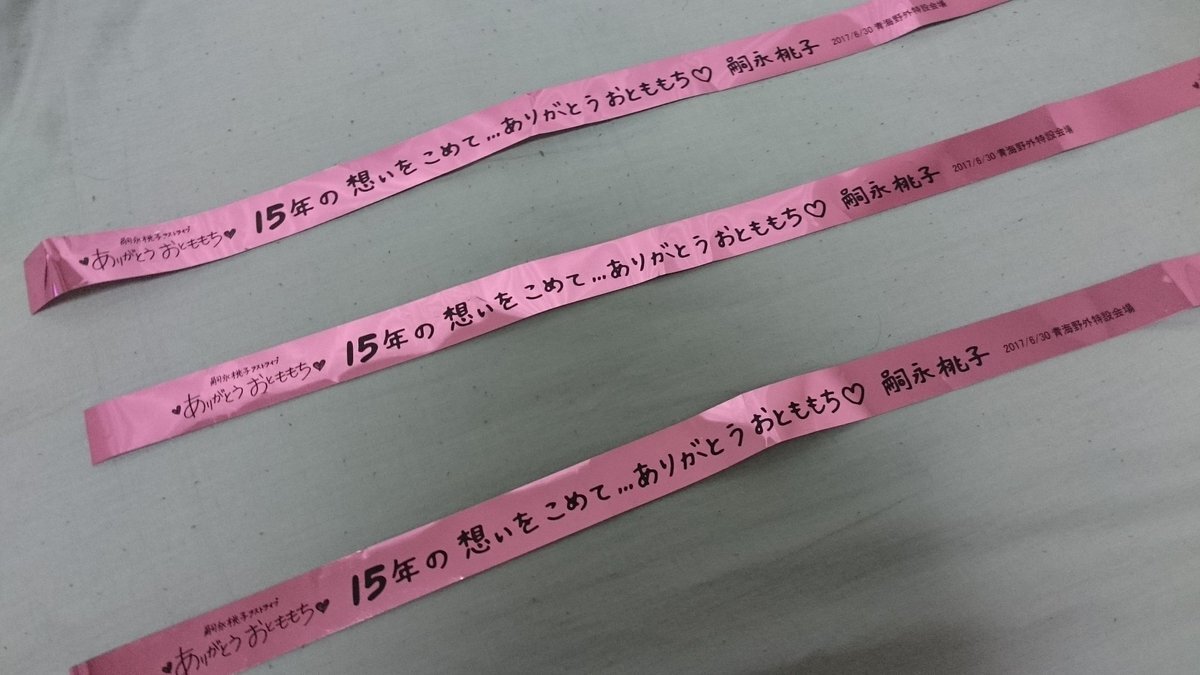 嗣永桃子ラストライブ
♥ありがとう おとももち♥
15年の 想いを こめて…ありがとう おとももち♡ 嗣永 桃子 2017/6/30 青海野外特設会場
嗣永桃子ラストライブ
♥ありがとう おとももち♥
15年の 想いを こめて…ありがとう おとももち♡ 嗣永 桃子 2017/6/30 青海野外特設会場
嗣永桃子ラストライブ
♥ありがとう おとももち♥
15年の 想いを こめて…ありがとう おとももち♡ 嗣永 桃子 2017/6/30 青海野外特設会場